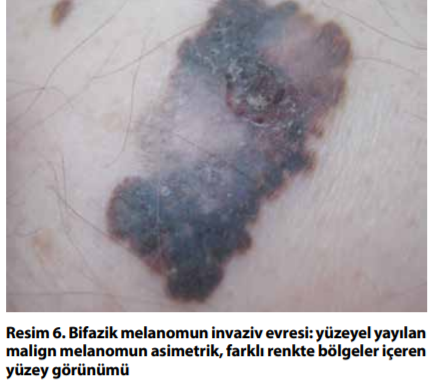 Resim 6. Bifazik melanomun invaziv evresi: yüzeyel yayılan
malign melanomun asimetrik, farklı renkte bölgeler içeren
yüzey görünümü